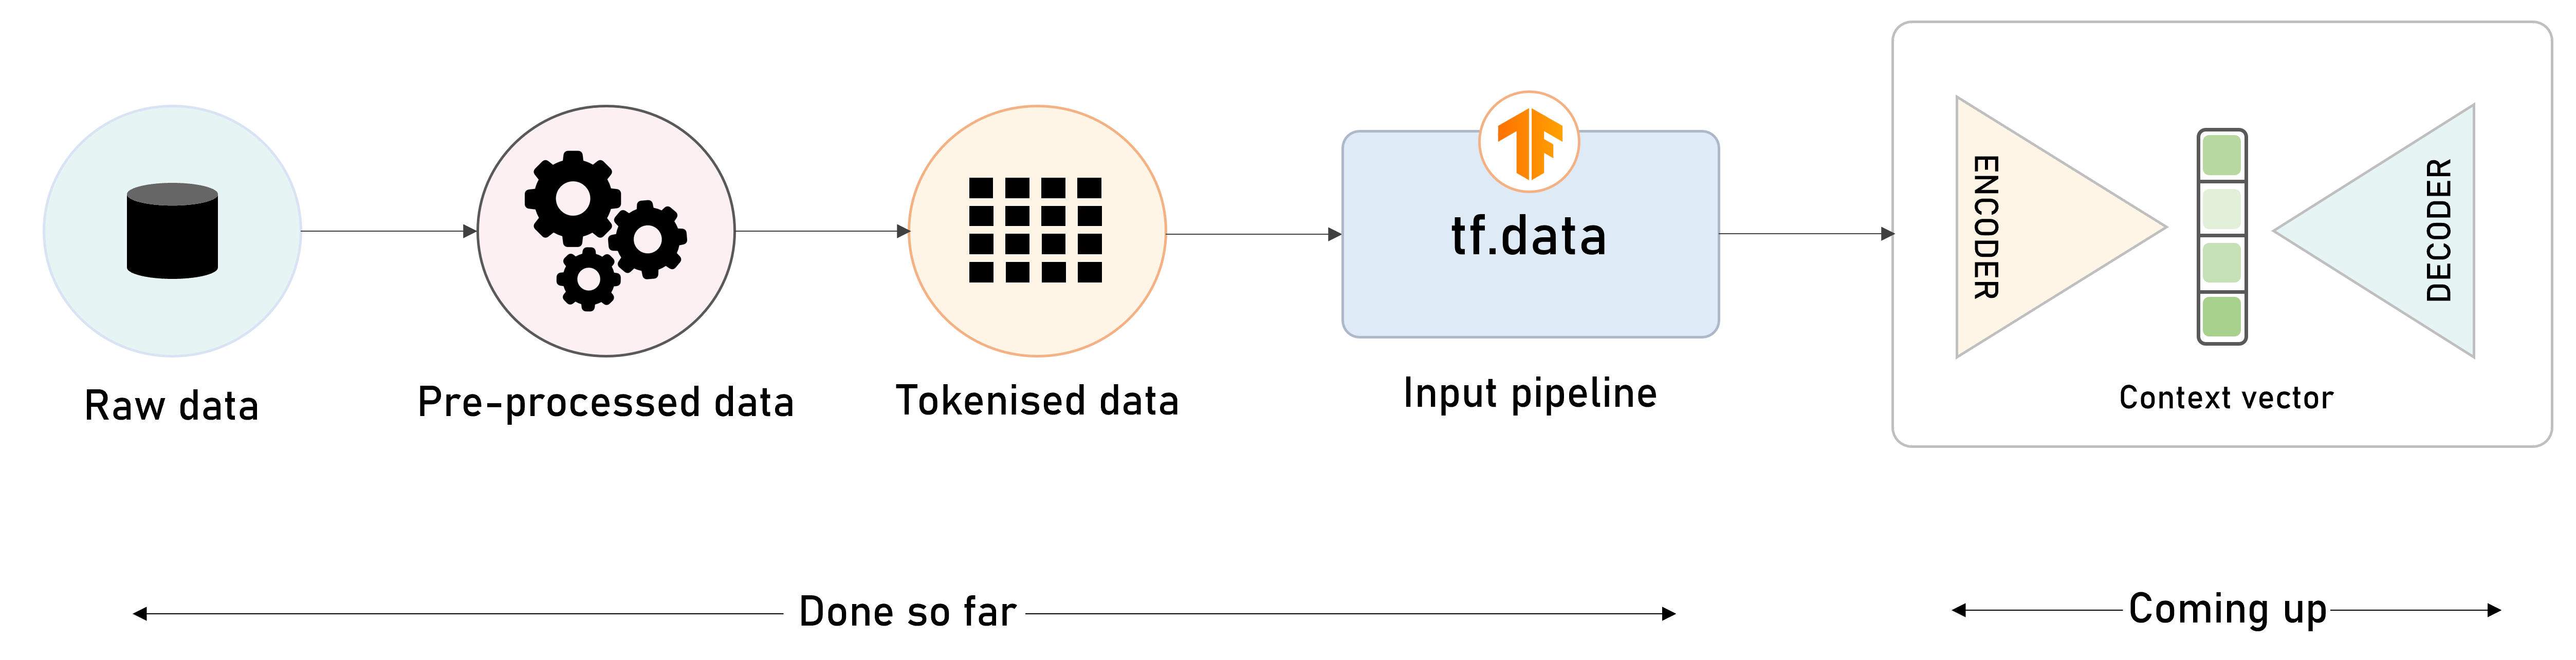 tf.data
ENCODER
DECODER
Raw data
Pre-processed data
Tokenised data
Input pipeline
Context vector
Done so far
Coming up